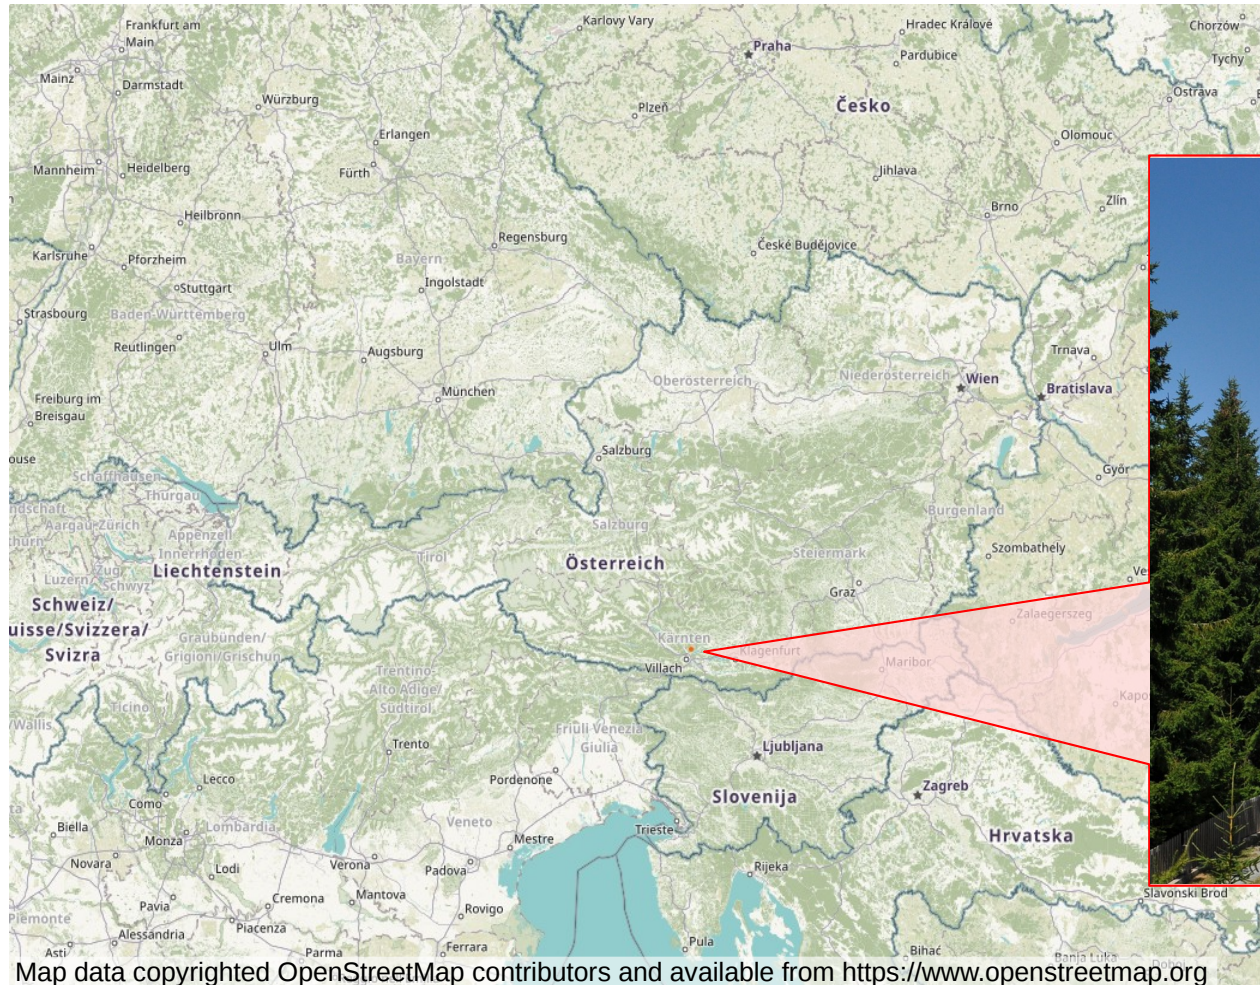 Karlovy Vary
Hradec Králové
Chorzów
Frankfurt am
Main
Praha
Pardubice
Tychy
Mainz
Darmstadt
Würzburg
Plzeň
Česko
Ostrava
Erlangen
Olomouc
Mannheim
Heidelberg
Fürth
Jihlava
Zlín
Heilbronn
Brno
Regensburg
České Budějovice
Karlsruhe
Pforzheim
Bayern
Stuttgart
Ingolstadt
Strasbourg
Baden-Württemberg
Reutlingen
Ulm
Augsburg
Trnava
Oberösterreich
Niederösterreich
Wien
Bratislava
München
Freiburg im
Breisgau
ouse
Salzburg
Schaffhausen
Győr
Thurgau
ndschaft
Aargau
Zürich
Appenzell
Innerrhoden
Salzburg
Burgenland
thurn
Tirol
Steiermark
Szombathely
Österreich
Liechtenstein
Luzern
Zug
Schwyz
Ve
Graz
Schweiz/
uisse/Svizzera/
Svizra
Zalaegerszeg
Graubünden/
Grigioni/Grischun
Kärnten
Klagenfurt
Villach
Maribor
Trentino-
Alto Adige/
Südtirol
Kapo
Ticino
/Wallis
Friuli Venezia
Giulia
Trento
Ljubljana
Pordenone
Lecco
Zagreb
Como
Slovenija
Biella
Lombardia
Veneto
Trieste
Hrvatska
Monza
Mestre
Novara
Verona
Padova
Rijeka
Lodi
Mantova
Slavonski Brod
Pavia
Cremona
Rovigo
Piemonte
Piacenza
Alessandria
Asti
Parma
Ferrara
Pula
Bihać
Banja Luka
Doboj
Map data copyrighted OpenStreetMap contributors and available from https://www.openstreetmap.org